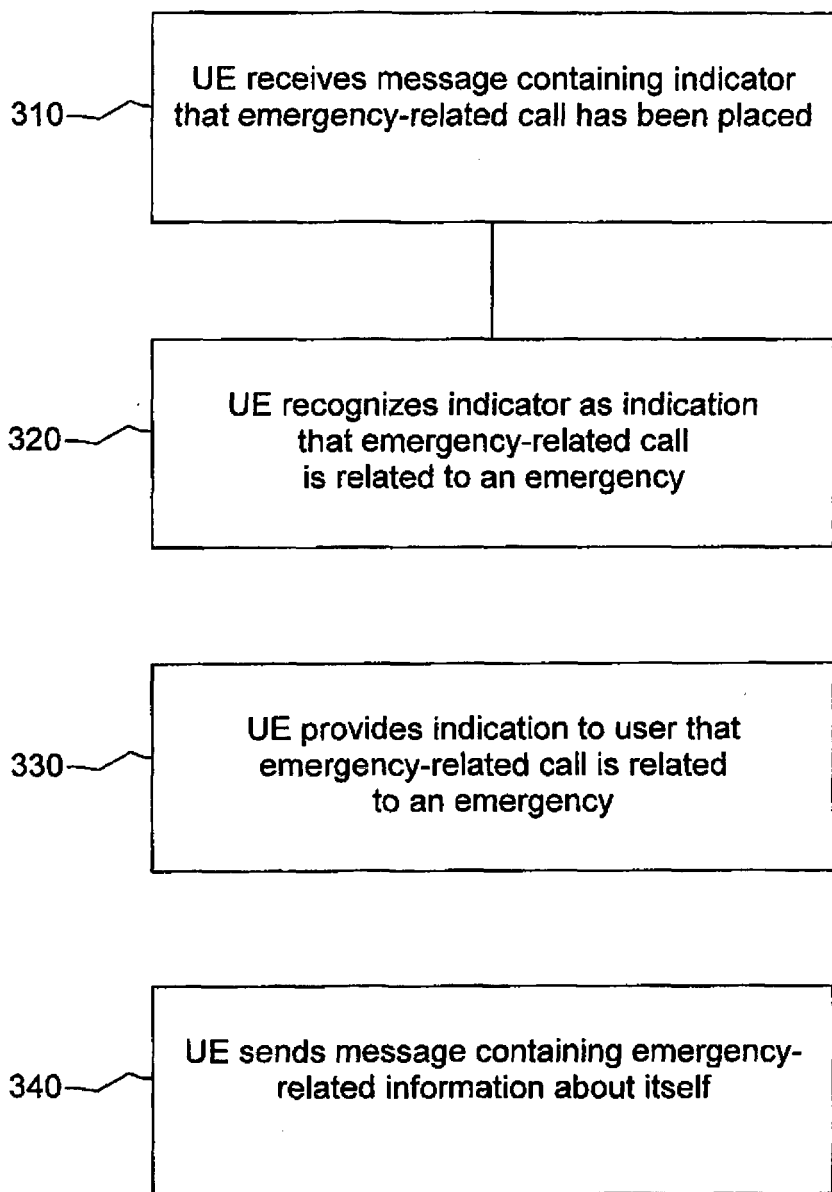 UE receives message containing indicator
310
that emergency-related call has been placed
UE recognizes indicator as indication
320
that emergency-related call
is related to an emergency
UE provides indication to user that
330
emergency-related call is related
to an emergency
UE sends message containing emergency-
340
related information about itself